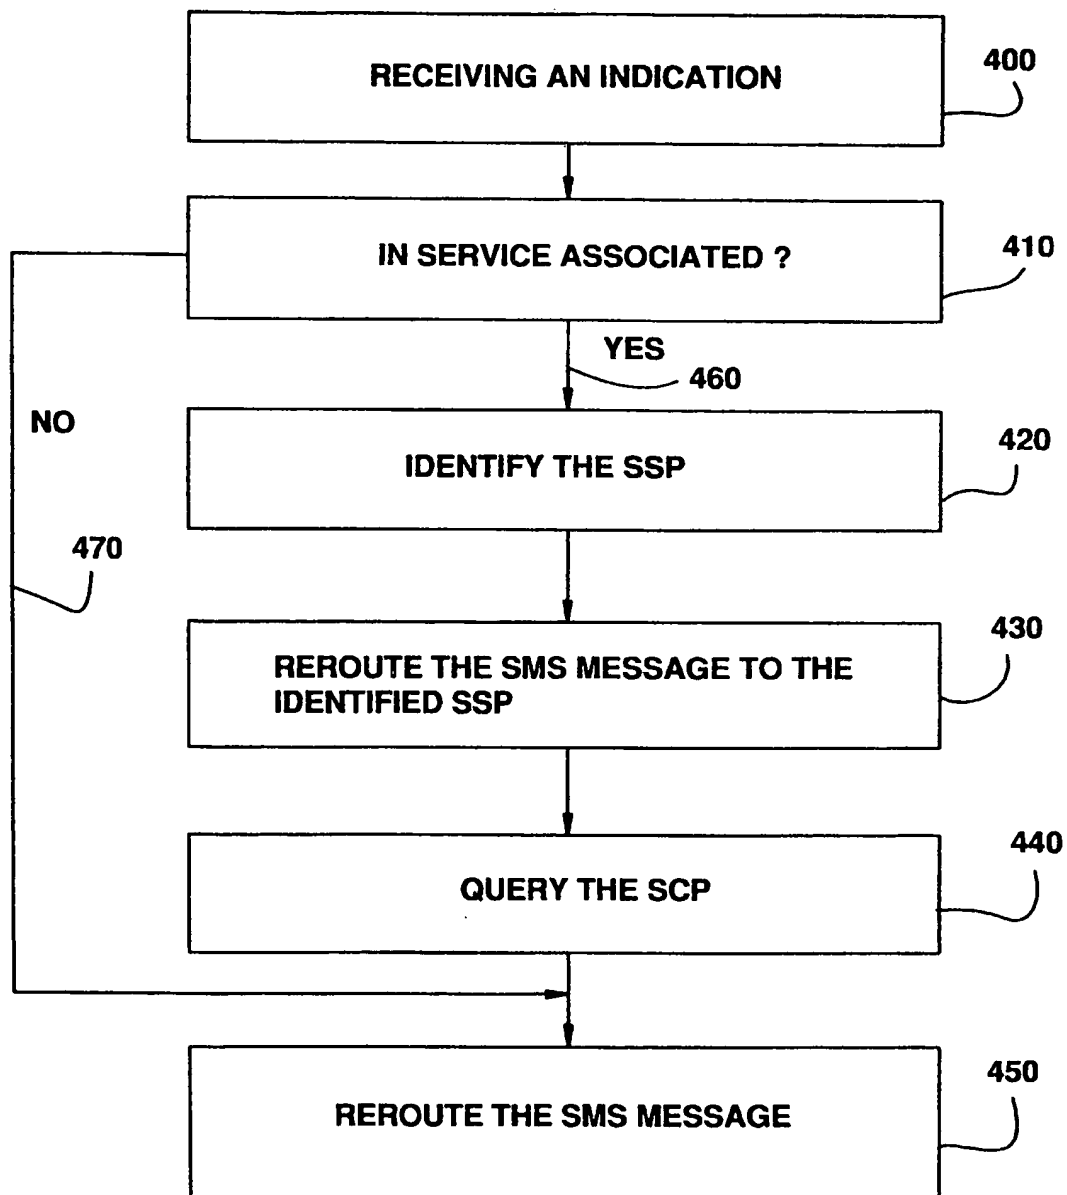 RECEIVING AN INDICATION
400
IN SERVICE ASSOCIATED ?
410
YES
460
NO
IDENTIFY THE SSP
420
470
REROUTE THE SMS MESSAGE TO THE
IDENTIFIED SSP
430
QUERY THE SCP
440
REROUTE THE SMS MESSAGE
450